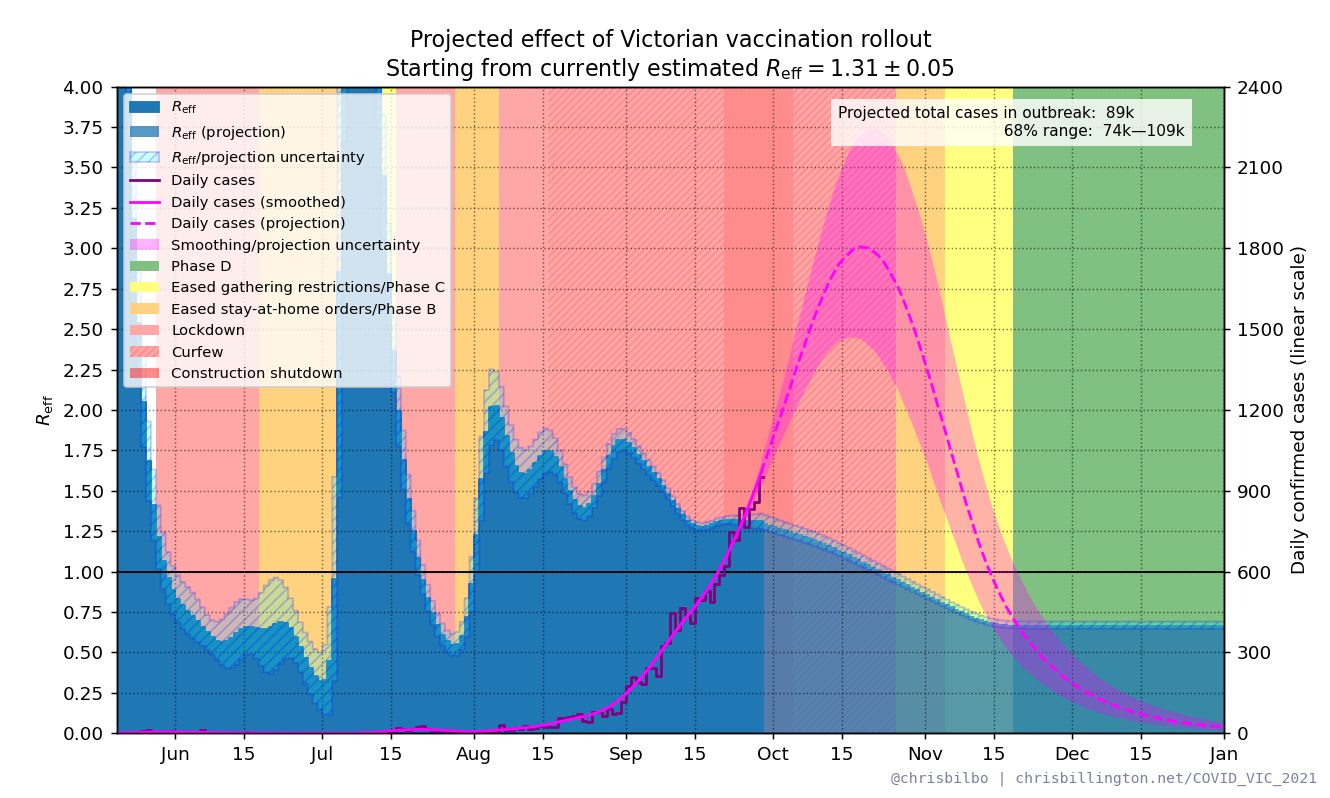 Projected effect of Victorian vaccination rollout
Starting from currently estimated R_eff = 1.31 ± 0.05
4.00
3.75
3.50
3.25
3.00
2.75
2.50
2.25
2.00
1.75
1.50
1.25
1.00
0.75
0.50
0.25
0.00
R_eff
R_eff
R_eff (projection)
R_eff/projection uncertainty
Daily cases
Daily cases (smoothed)
Daily cases (projection)
Smoothing/projection uncertainty
Phase D
Eased gathering restrictions/Phase C
Eased stay-at-home orders/Phase B
Lockdown
Curfew
Construction shutdown
Projected total cases in outbreak: 89k
68% range: 74k—109k
2400
2100
1800
1500
1200
900
600
300
0
Daily confirmed cases (linear scale)
Jun 15 Jul 15 Aug 15 Sep 15 Oct 15 Nov 15 Dec 15 Jan
@chrisbilbo | chrisbillington.net/COVID_VIC_2021